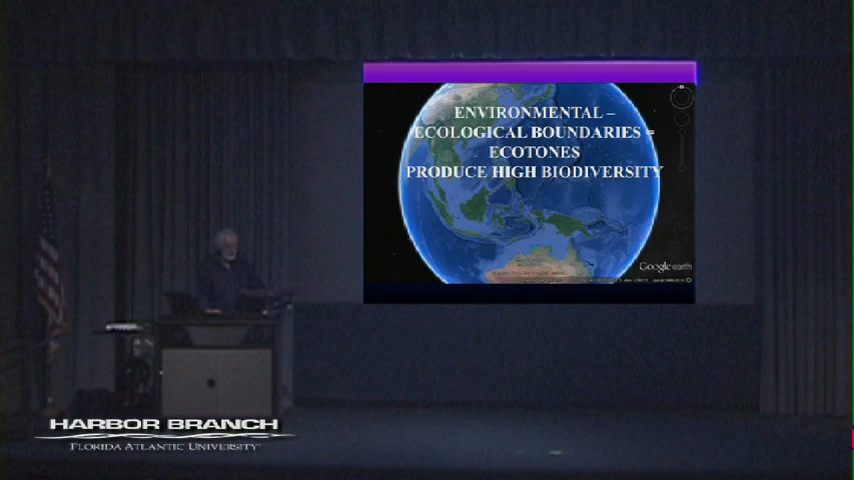 ENVIRONMENTAL –
ECOLOGICAL BOUNDARIES =
ECOTONES
PRODUCE HIGH BIODIVERSITY
Google earth
HARBOR BRANCH
FLORIDA ATLANTIC UNIVERSITY